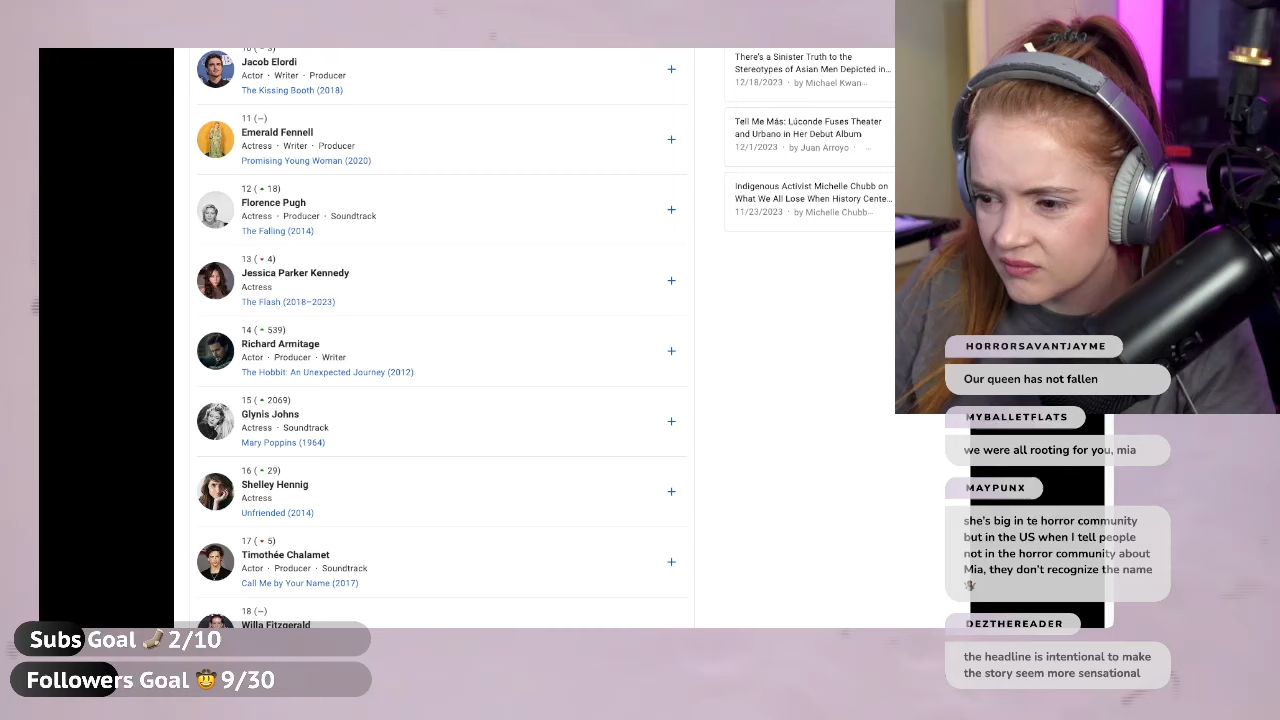 Jacob Elordi
Actor · Writer · Producer
The Kissing Booth (2018)
11 (–)
Emerald Fennell
Actress · Writer · Producer
Promising Young Woman (2020)
12 ( 18)
Florence Pugh
Actress · Producer · Soundtrack
The Falling (2014)
13 ( 4)
Jessica Parker Kennedy
Actress
The Flash (2018–2023)
14 ( 539)
Richard Armitage
Actor · Producer · Writer
The Hobbit: An Unexpected Journey (2012)
15 ( 2069)
Glynis Johns
Actress · Soundtrack
Mary Poppins (1964)
16 ( 29)
Shelley Hennig
Actress
Unfriended (2014)
17 ( 5)
Timothée Chalamet
Actor · Producer · Soundtrack
Call Me by Your Name (2017)
18 (–)
Willa Fitzgerald
There's a Sinister Truth to the
Stereotypes of Asian Men Depicted in...
12/18/2023 · by Michael Kwan...
Tell Me Más: Lúconde Fuses Theater
and Urbano in Her Debut Album
12/1/2023 · by Juan Arroyo · ...
Indigenous Activist Michelle Chubb on
What We All Lose When History Cente...
11/23/2023 · by Michelle Chubb...
HORRORSAVANTJAYME
Our queen has not fallen
MYBALLETFLATS
we were all rooting for you, mia
MAYPUNX
she's big in te horror community
but in the US when I tell people
not in the horror community about
Mia, they don't recognize the name
DEZTHEREADER
the headline is intentional to make
the story seem more sensational
Subs Goal 🧦 2/10
Followers Goal 🤠 9/30